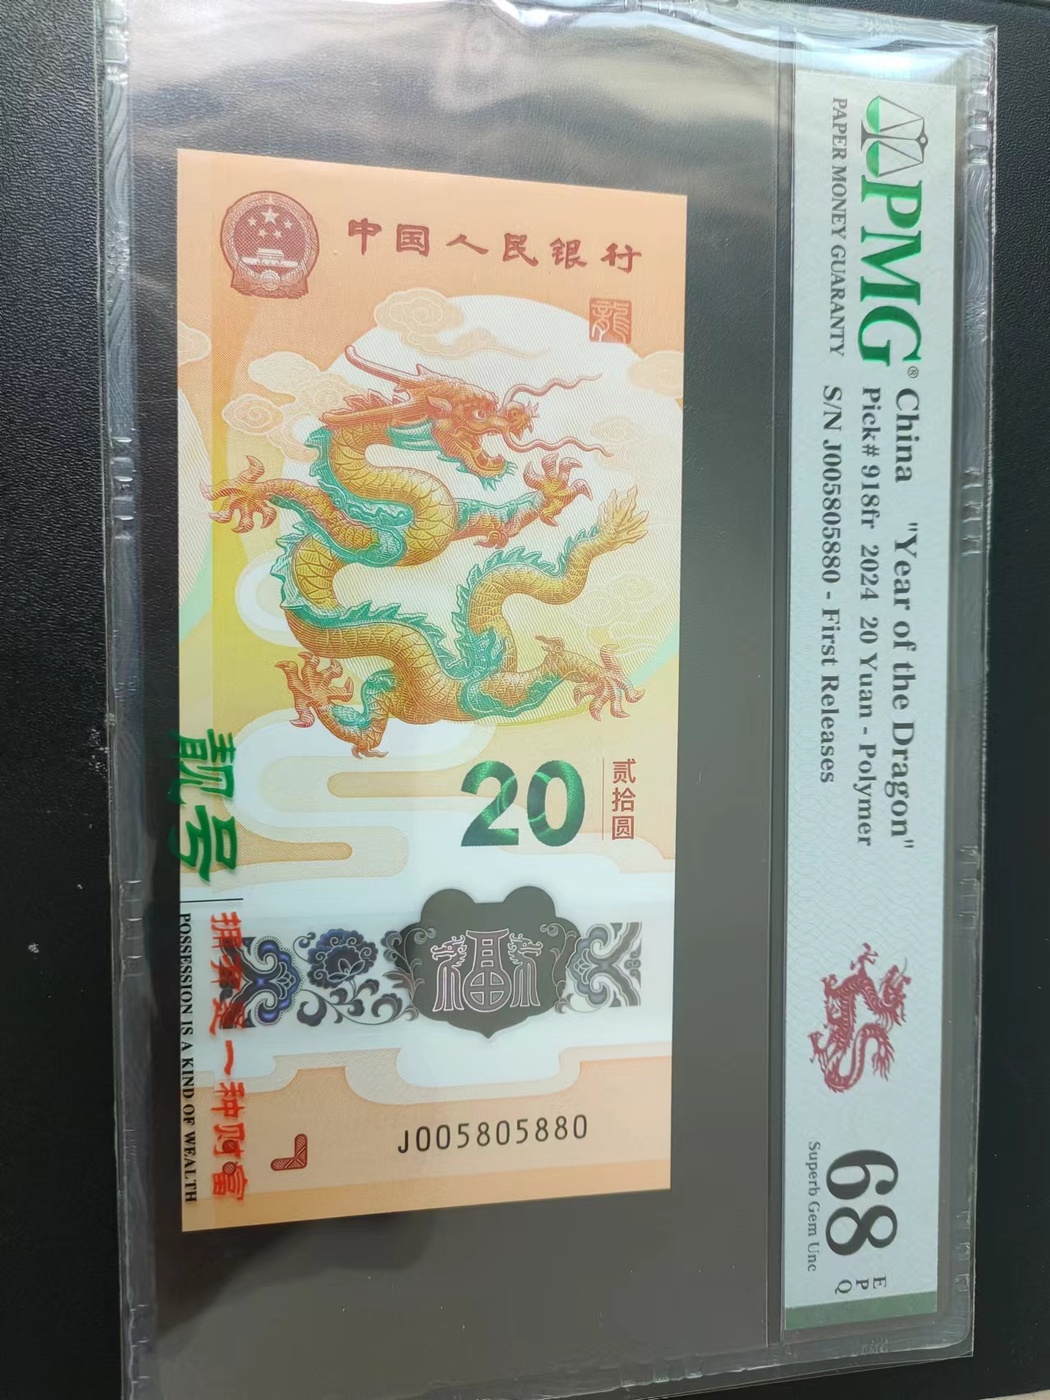 中国人民银行
龍
20
贰拾圆
福
J005805880
靓号
拥有是一种财富
POSSESSION IS A KIND OF WEALTH
PMG®
PAPER MONEY GUARANTY
China "Year of the Dragon"
Pick# 918fr 2024 20 Yuan - Polymer
S/N J005805880 - First Releases
68
EPQ
Superb Gem Unc